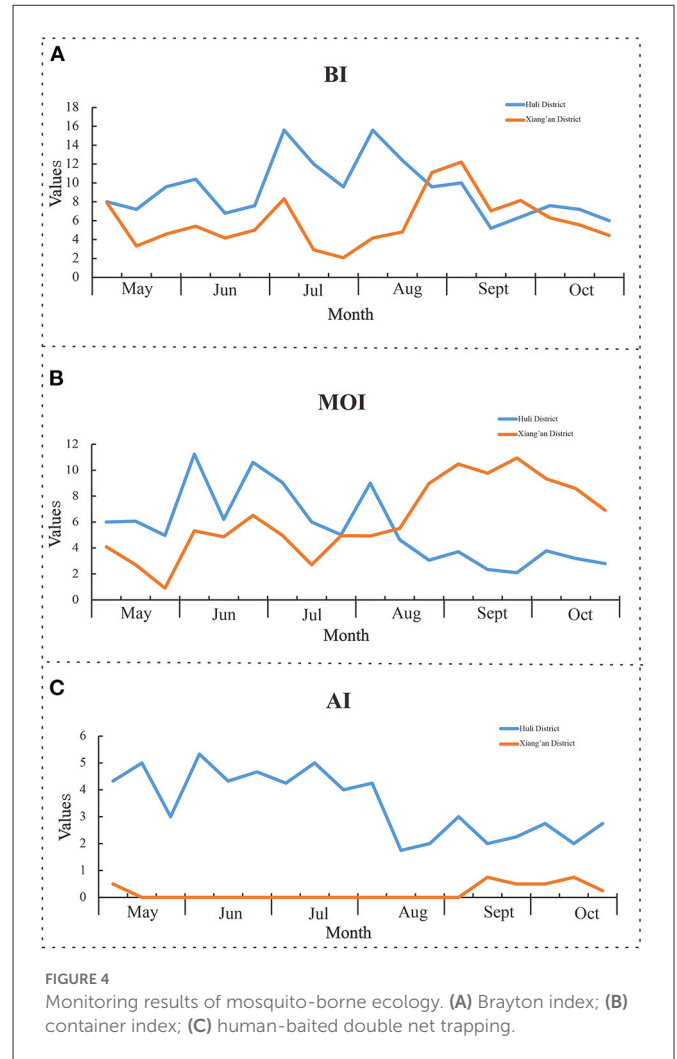 A
BI
Huli District
Xiang'an District
18
16
14
12
10
8
6
4
2
0
Values
May Jun Jul Aug Sept Oct
Month
B
MOI
Huli District
Xiang'an District
12
10
8
6
4
2
0
Values
May Jun Jul Aug Sept Oct
Month
C
AI
Huli District
Xiang'an District
6
5
4
3
2
1
0
Values
May Jun Jul Aug Sept Oct
Month
FIGURE 4
Monitoring results of mosquito-borne ecology. (A) Brayton index; (B)
container index; (C) human-baited double net trapping.